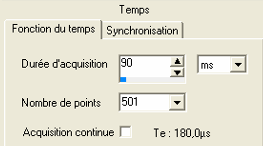 Temps
Fonction du temps Synchronisation
Durée d'acquisition 90 ms
Nombre de points 501
Acquisition continue Te : 180,0µs